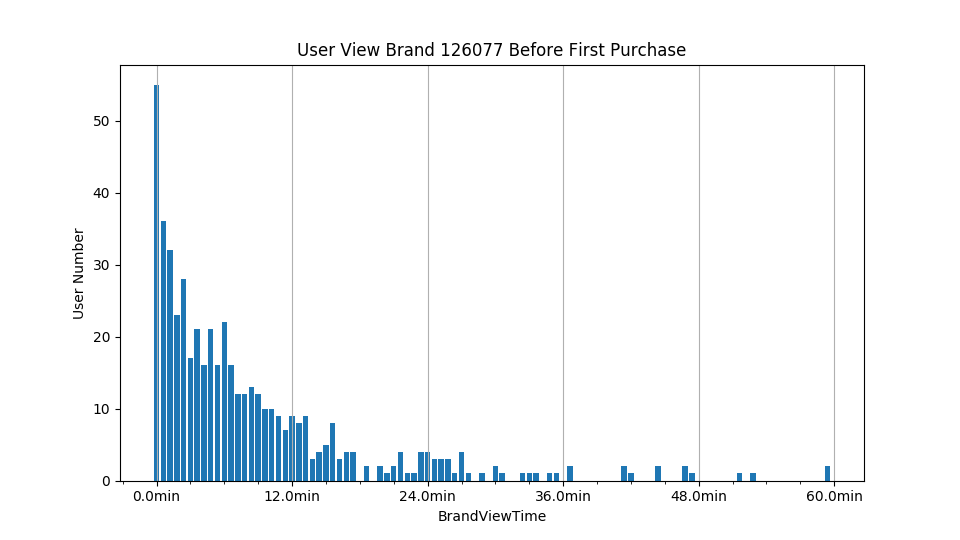 User View Brand 126077 Before First Purchase
User Number
50
40
30
20
10
0
0.0min 12.0min 24.0min 36.0min 48.0min 60.0min
BrandViewTime